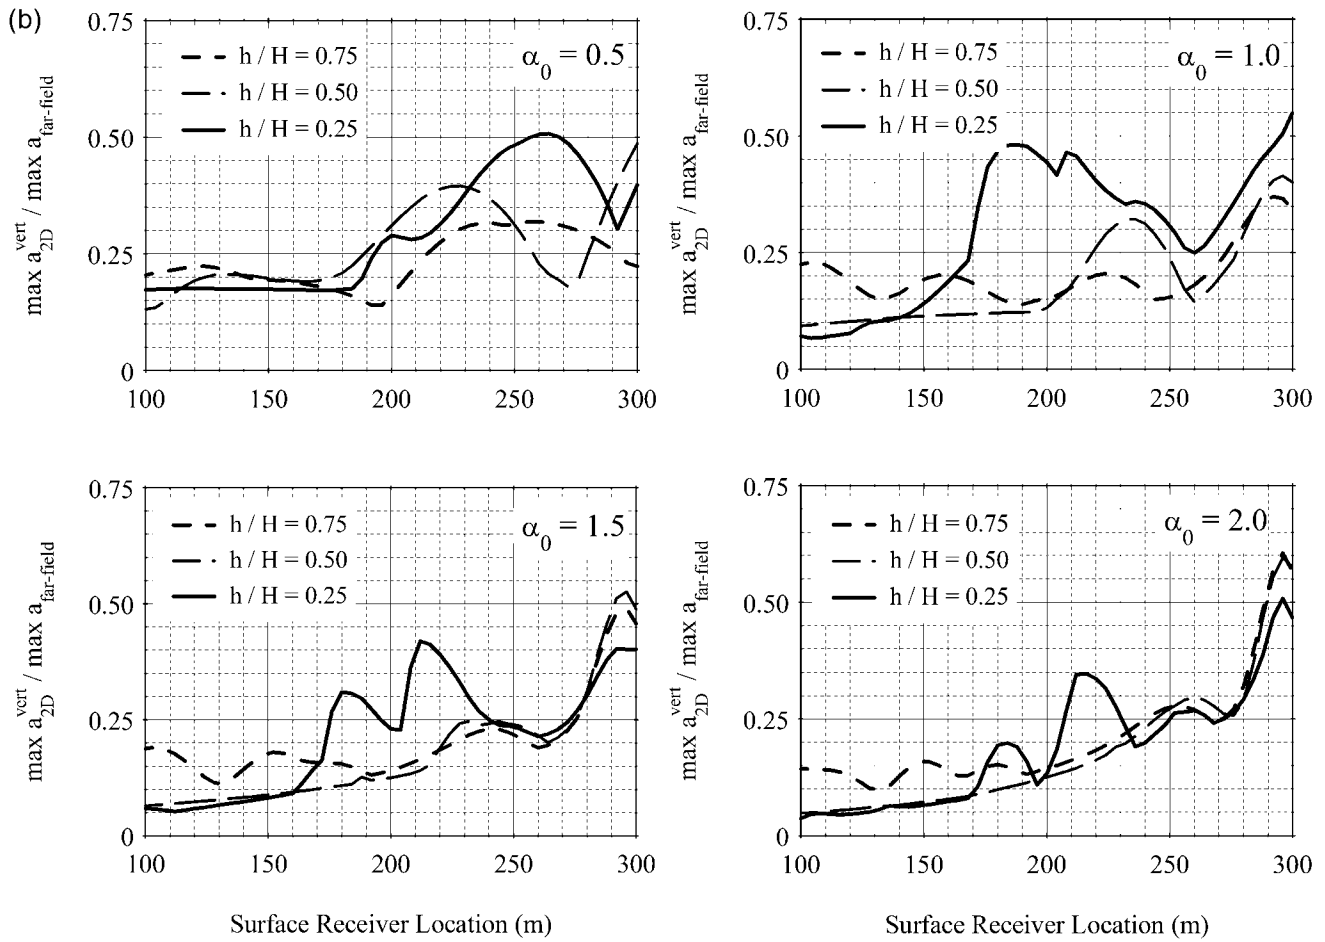 (b)
0.75
0.50
0.25
0
h / H = 0.75
h / H = 0.50
h / H = 0.25
α0 = 0.5
max a2D^vert / max a far-field
100 150 200 250 300
0.75
0.50
0.25
0
h / H = 0.75
h / H = 0.50
h / H = 0.25
α0 = 1.0
max a2D^vert / max a far-field
100 150 200 250 300
0.75
0.50
0.25
0
h / H = 0.75
h / H = 0.50
h / H = 0.25
α0 = 1.5
max a2D^vert / max a far-field
100 150 200 250 300
Surface Receiver Location (m)
0.75
0.50
0.25
0
h / H = 0.75
h / H = 0.50
h / H = 0.25
α0 = 2.0
max a2D^vert / max a far-field
100 150 200 250 300
Surface Receiver Location (m)